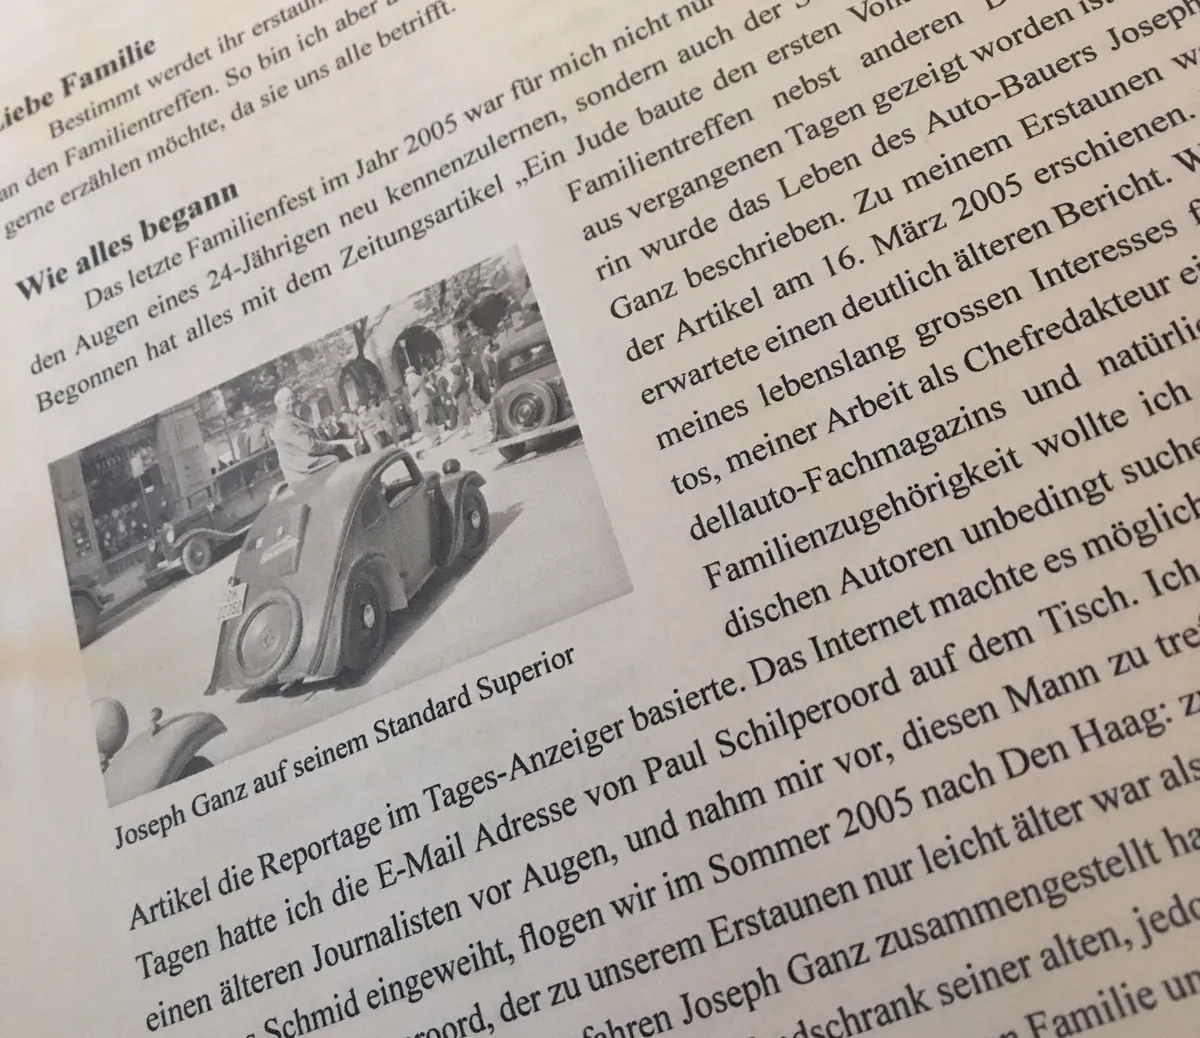 Liebe Familie
Bestimmt werdet ihr
an den Familientreffen. So bin ich aber
gerne erzählen möchte, da sie uns alle betrifft.
Wie alles begann
Das letzte Familienfest im Jahr 2005 war für mich nicht nur
den Augen eines 24-Jährigen neu kennenzulernen, sondern auch der
Begonnen hat alles mit dem Zeitungsartikel „Ein Jude baute den ersten
Familientreffen nebst anderen
aus vergangenen Tagen gezeigt worden
rin wurde das Leben des Auto-Bauers Joseph
Ganz beschrieben. Zu meinem Erstaunen
der Artikel am 16. März 2005 erschienen.
erwartete einen deutlich älteren Bericht.
meines lebenslang grossen Interesses
tos, meiner Arbeit als Chefredakteur
dellauto-Fachmagazins und
Familienzugehörigkeit wollte ich
dischen Autoren unbedingt
Joseph Ganz auf seinem Standard Superior
Artikel die Reportage im Tages-Anzeiger basierte. Das Internet machte es möglich
Tagen hatte ich die E-Mail Adresse von Paul Schilperoord auf dem Tisch. Ich
einen älteren Journalisten vor Augen, und nahm mir vor, diesen Mann zu
Schmid eingeweiht, flogen wir im Sommer 2005 nach Den Haag:
der zu unserem Erstaunen nur leicht älter war als
Joseph Ganz zusammengestellt
seiner alten,
Familie